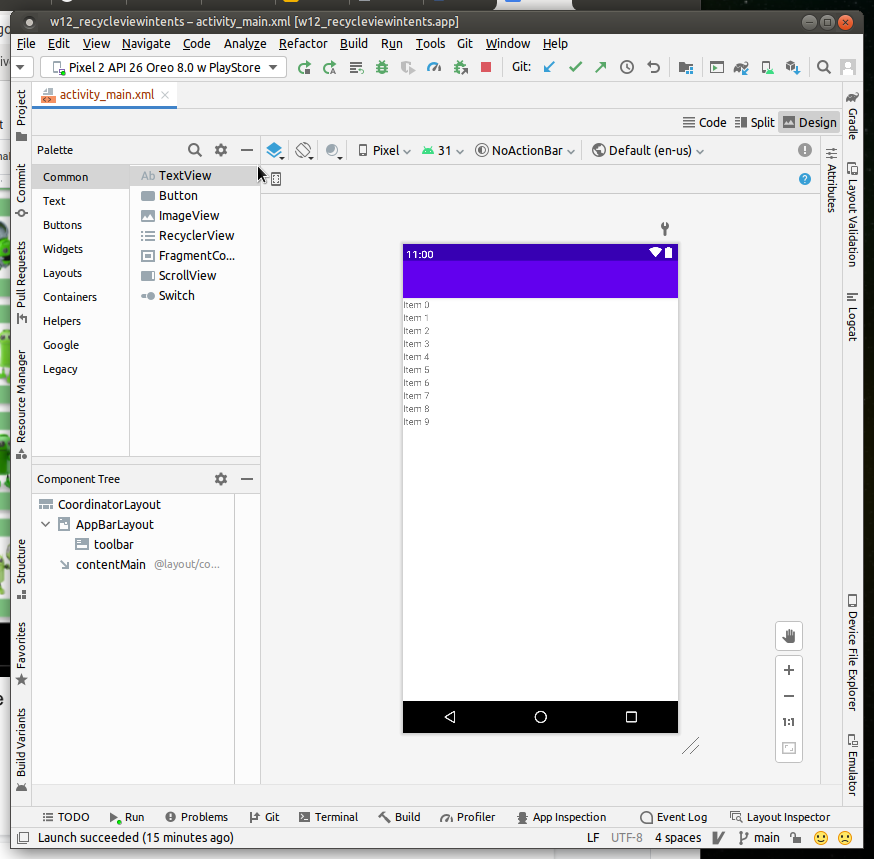 w12_recycleviewintents – activity_main.xml [w12_recycleviewintents.app]
File Edit View Navigate Code Analyze Refactor Build Run Tools Git Window Help
Pixel 2 API 26 Oreo 8.0 w PlayStore Git:
activity_main.xml
Code Split Design
Palette
Pixel 31 NoActionBar Default (en-us)
Common
Text
Buttons
Widgets
Layouts
Containers
Helpers
Google
Legacy
Ab TextView
Button
ImageView
RecyclerView
FragmentCo...
ScrollView
Switch
11:00
Item 0
Item 1
Item 2
Item 3
Item 4
Item 5
Item 6
Item 7
Item 8
Item 9
Component Tree
CoordinatorLayout
AppBarLayout
toolbar
contentMain @layout/co...
1:1
Project
Commit
Pull Requests
Resource Manager
Structure
Favorites
Build Variants
Gradle
Layout Validation
Logcat
Device File Explorer
Emulator
Attributes
TODO Run Problems Git Terminal Build Profiler App Inspection Event Log Layout Inspector
Launch succeeded (15 minutes ago) LF UTF-8 4 spaces main